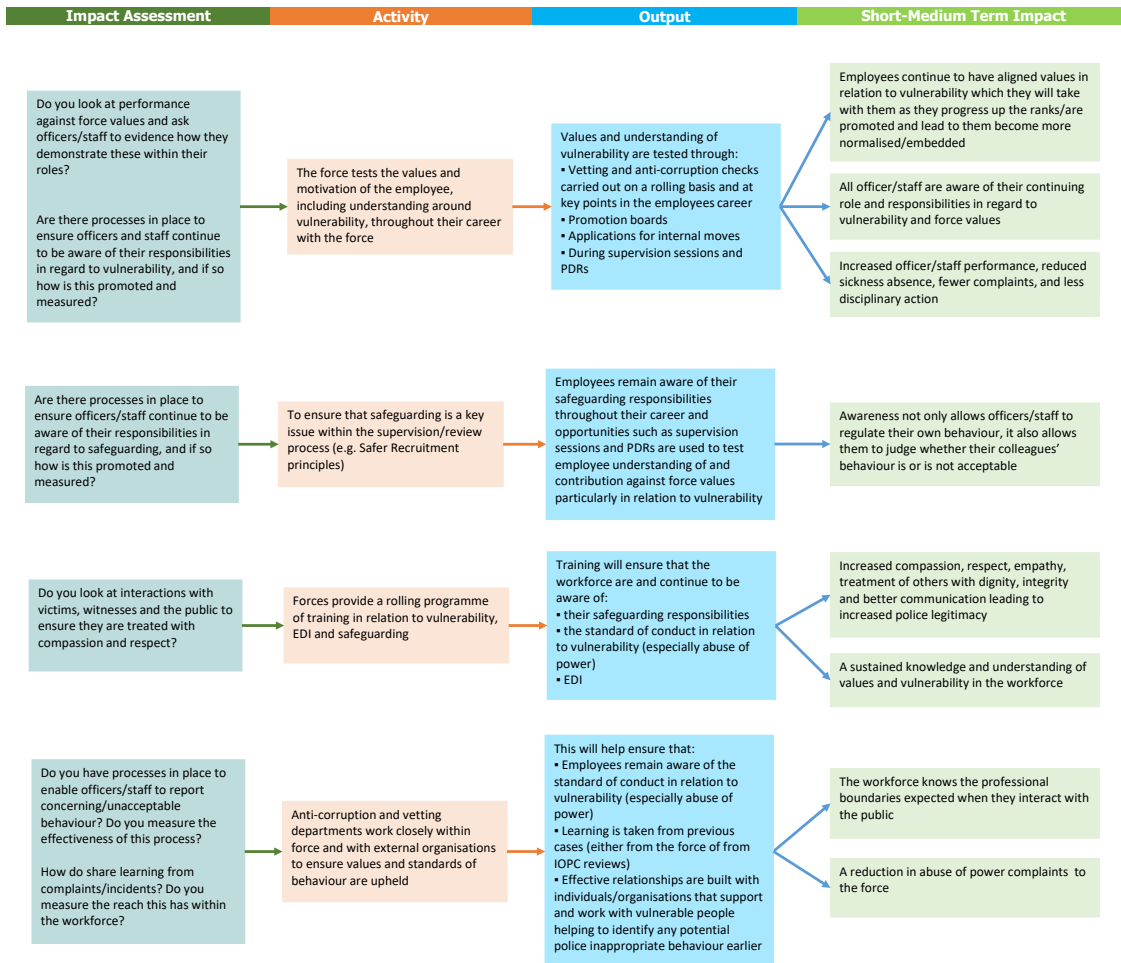 Impact Assessment
Activity
Output
Short-Medium Term Impact
Do you look at performance
against force values and ask
officers/staff to evidence how they
demonstrate these within their
roles?
Are there processes in place to
ensure officers and staff continue
to be aware of their responsibilities
in regard to vulnerability, and if so
how is this promoted and
measured?
The force tests the values and
motivation of the employee,
including understanding around
vulnerability, throughout their career
with the force
Values and understanding of
vulnerability are tested through:
▪ Vetting and anti-corruption checks
carried out on a rolling basis and at
key points in the employees career
▪ Promotion boards
▪ Applications for internal moves
▪ During supervision sessions and
PDRs
Employees continue to have aligned values in
relation to vulnerability which they will take
with them as they progress up the ranks/are
promoted and lead to them become more
normalised/embedded
All officer/staff are aware of their continuing
role and responsibilities in regard to
vulnerability and force values
Increased officer/staff performance, reduced
sickness absence, fewer complaints, and less
disciplinary action
Are there processes in place to
ensure officers/staff continue to be
aware of their responsibilities in
regard to safeguarding, and if so
how is this promoted and
measured?
To ensure that safeguarding is a key
issue within the supervision/review
process (e.g. Safer Recruitment
principles)
Employees remain aware of their
safeguarding responsibilities
throughout their career and
opportunities such as supervision
sessions and PDRs are used to test
employee understanding of and
contribution against force values
particularly in relation to vulnerability
Awareness not only allows officers/staff to
regulate their own behaviour, it also allows
them to judge whether their colleagues’
behaviour is or is not acceptable
Do you look at interactions with
victims, witnesses and the public to
ensure they are treated with
compassion and respect?
Forces provide a rolling programme
of training in relation to vulnerability,
EDI and safeguarding
Training will ensure that the
workforce are and continue to be
aware of:
▪ their safeguarding responsibilities
▪ the standard of conduct in relation
to vulnerability (especially abuse of
power)
▪ EDI
Increased compassion, respect, empathy,
treatment of others with dignity, integrity
and better communication leading to
increased police legitimacy
A sustained knowledge and understanding of
values and vulnerability in the workforce
Do you have processes in place to
enable officers/staff to report
concerning/unacceptable
behaviour? Do you measure the
effectiveness of this process?
How do share learning from
complaints/incidents? Do you
measure the reach this has within
the workforce?
Anti-corruption and vetting
departments work closely within
force and with external organisations
to ensure values and standards of
behaviour are upheld
This will help ensure that:
▪ Employees remain aware of the
standard of conduct in relation to
vulnerability (especially abuse of
power)
▪ Learning is taken from previous
cases (either from the force of from
IOPC reviews)
▪ Effective relationships are built with
individuals/organisations that support
and work with vulnerable people
helping to identify any potential
police inappropriate behaviour earlier
The workforce knows the professional
boundaries expected when they interact with
the public
A reduction in abuse of power complaints to
the force